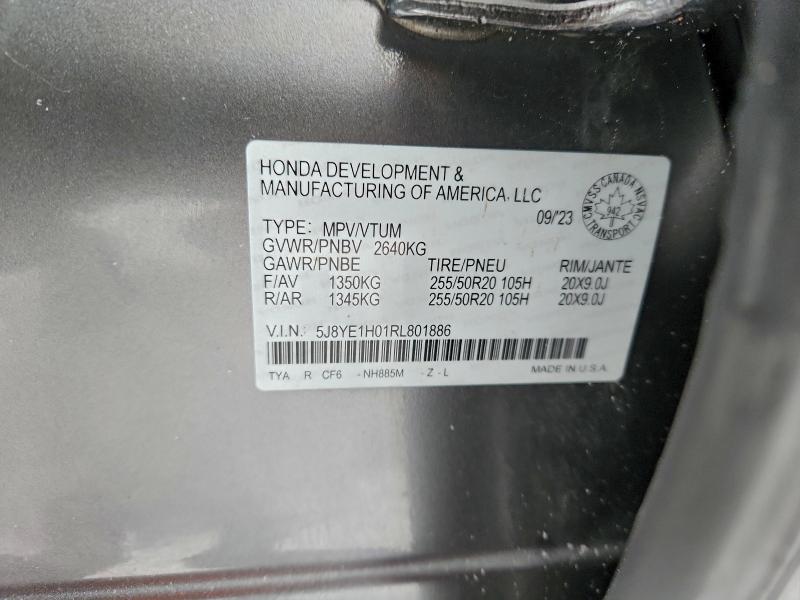 HONDA DEVELOPMENT &
MANUFACTURING OF AMERICA, LLC
09/'23
CMVSS CANADA NSVAC
942
TRANSPORT
TYPE: MPV/VTUM
GVWR/PNBV 2640KG
GAWR/PNBE TIRE/PNEU RIM/JANTE
F/AV 1350KG 255/50R20 105H 20X9.0J
R/AR 1345KG 255/50R20 105H 20X9.0J
V.I.N.: 5J8YE1H01RL801886
TYA R CF6 -NH885M -Z-L MADE IN U.S.A.